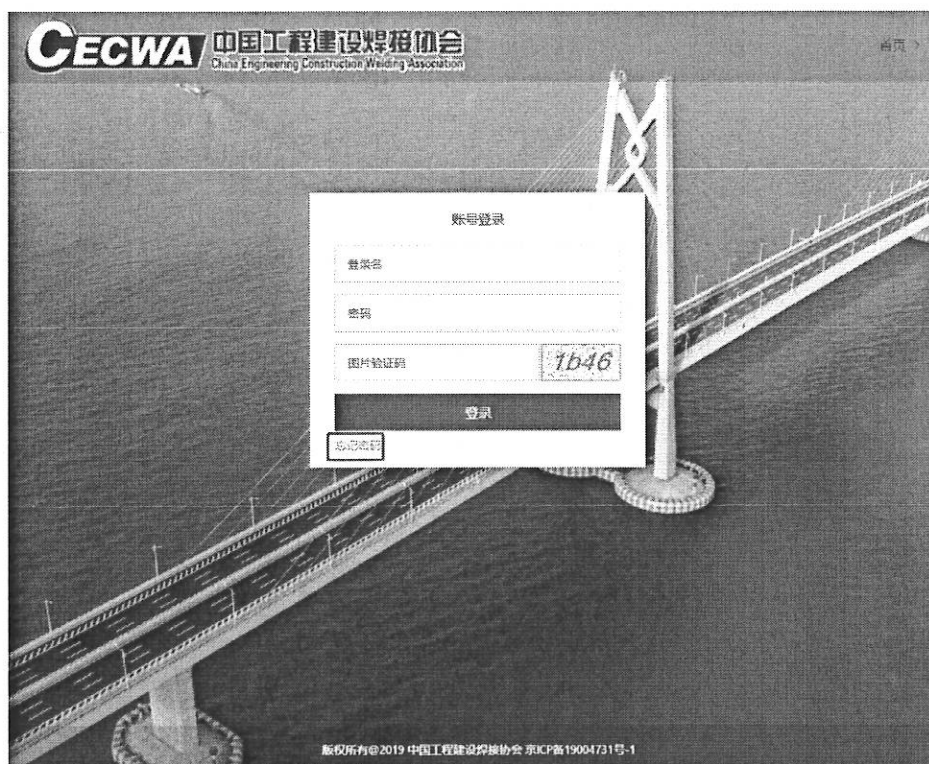 CECWA 中国工程建设焊接协会
China Engineering Construction Welding Association
首页 >
账号登录
登录名
密码
图片验证码 1b46
登录
忘记密码
版权所有@2019 中国工程建设焊接协会 京ICP备19004731号-1